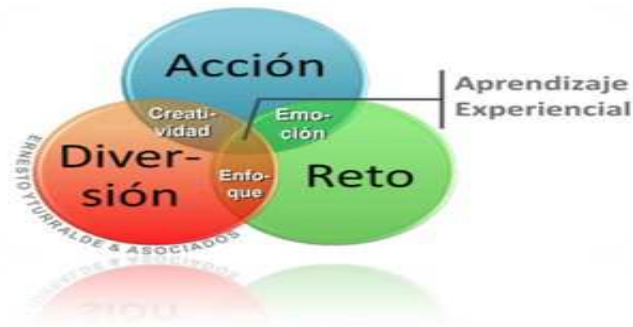 Acción
Creati-
vidad
Emo-
ción
Aprendizaje
Experiencial
Diver-
sión
Enfo-
que
Reto
ERNESTO YTURRALDE & ASOCIADOS